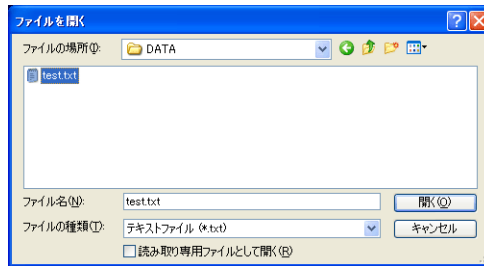 ファイルを開く
ファイルの場所(I): DATA
test.txt
ファイル名(N): test.txt 開く(O)
ファイルの種類(T): テキストファイル (*.txt) キャンセル
読み取り専用ファイルとして開く(R)